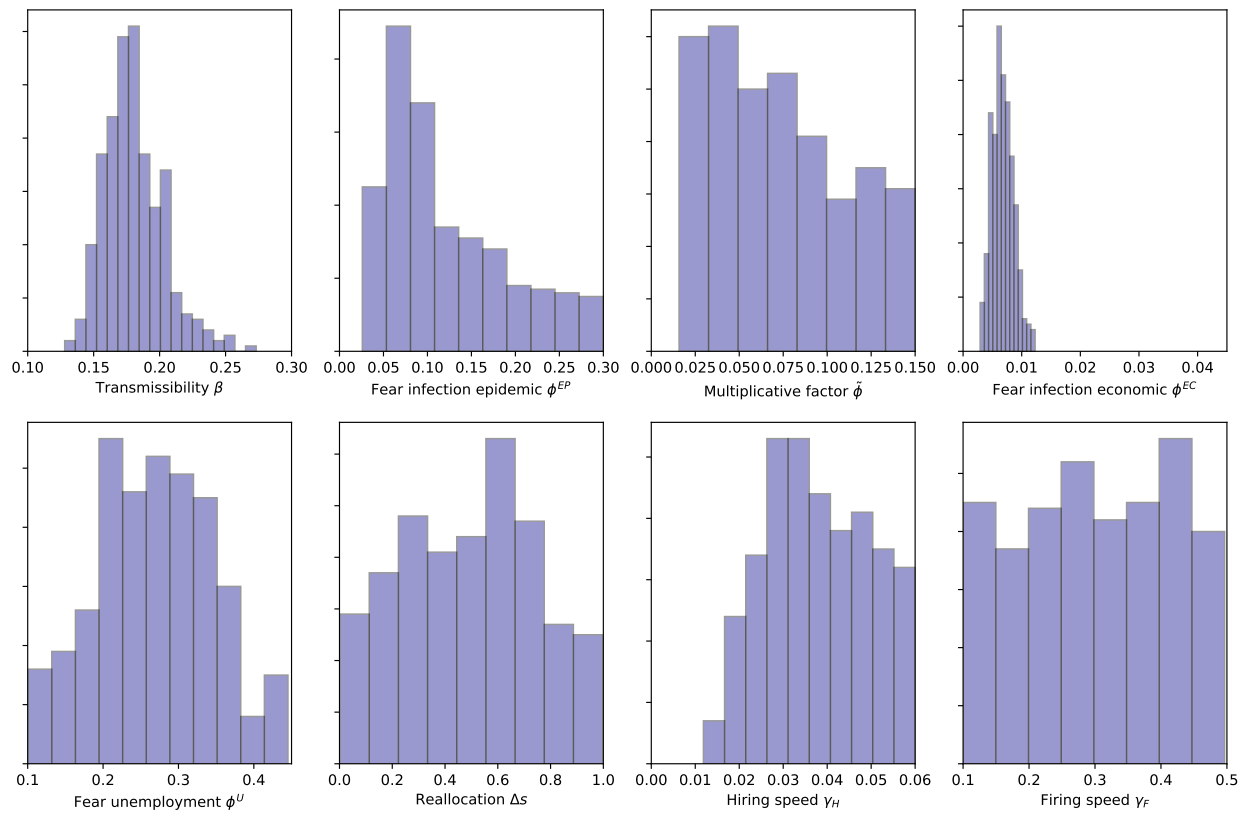 0.10 0.15 0.20 0.25 0.30
Transmissibility β
0.00 0.05 0.10 0.15 0.20 0.25 0.30
Fear infection epidemic ϕ^EP
0.000 0.025 0.050 0.075 0.100 0.125 0.150
Multiplicative factor ϕ̃
0.00 0.01 0.02 0.03 0.04
Fear infection economic ϕ^EC
0.1 0.2 0.3 0.4
Fear unemployment ϕ^U
0.0 0.2 0.4 0.6 0.8 1.0
Reallocation Δs
0.00 0.01 0.02 0.03 0.04 0.05 0.06
Hiring speed γ_H
0.1 0.2 0.3 0.4 0.5
Firing speed γ_F